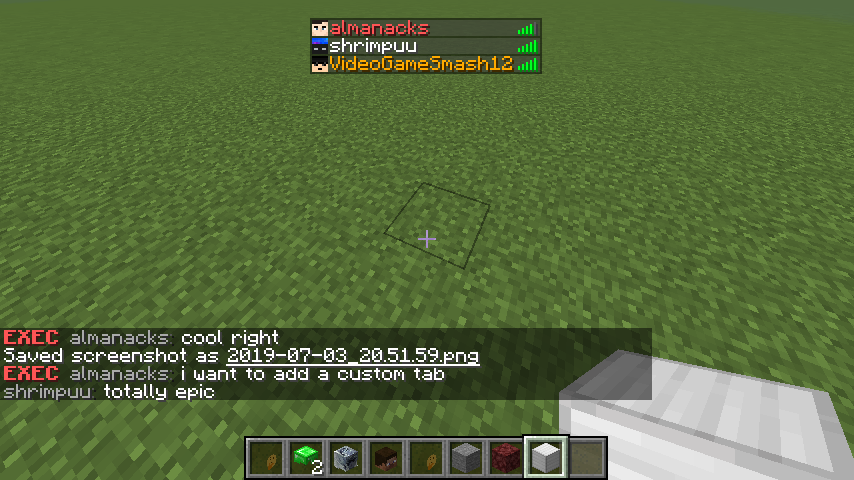 almanacks
shrimpuu
VideoGameSmash12
EXEC almanacks: cool right
Saved screenshot as 2019-07-03_20.51.59.png
EXEC almanacks: i want to add a custom tab
shrimpuu: totally epic
2